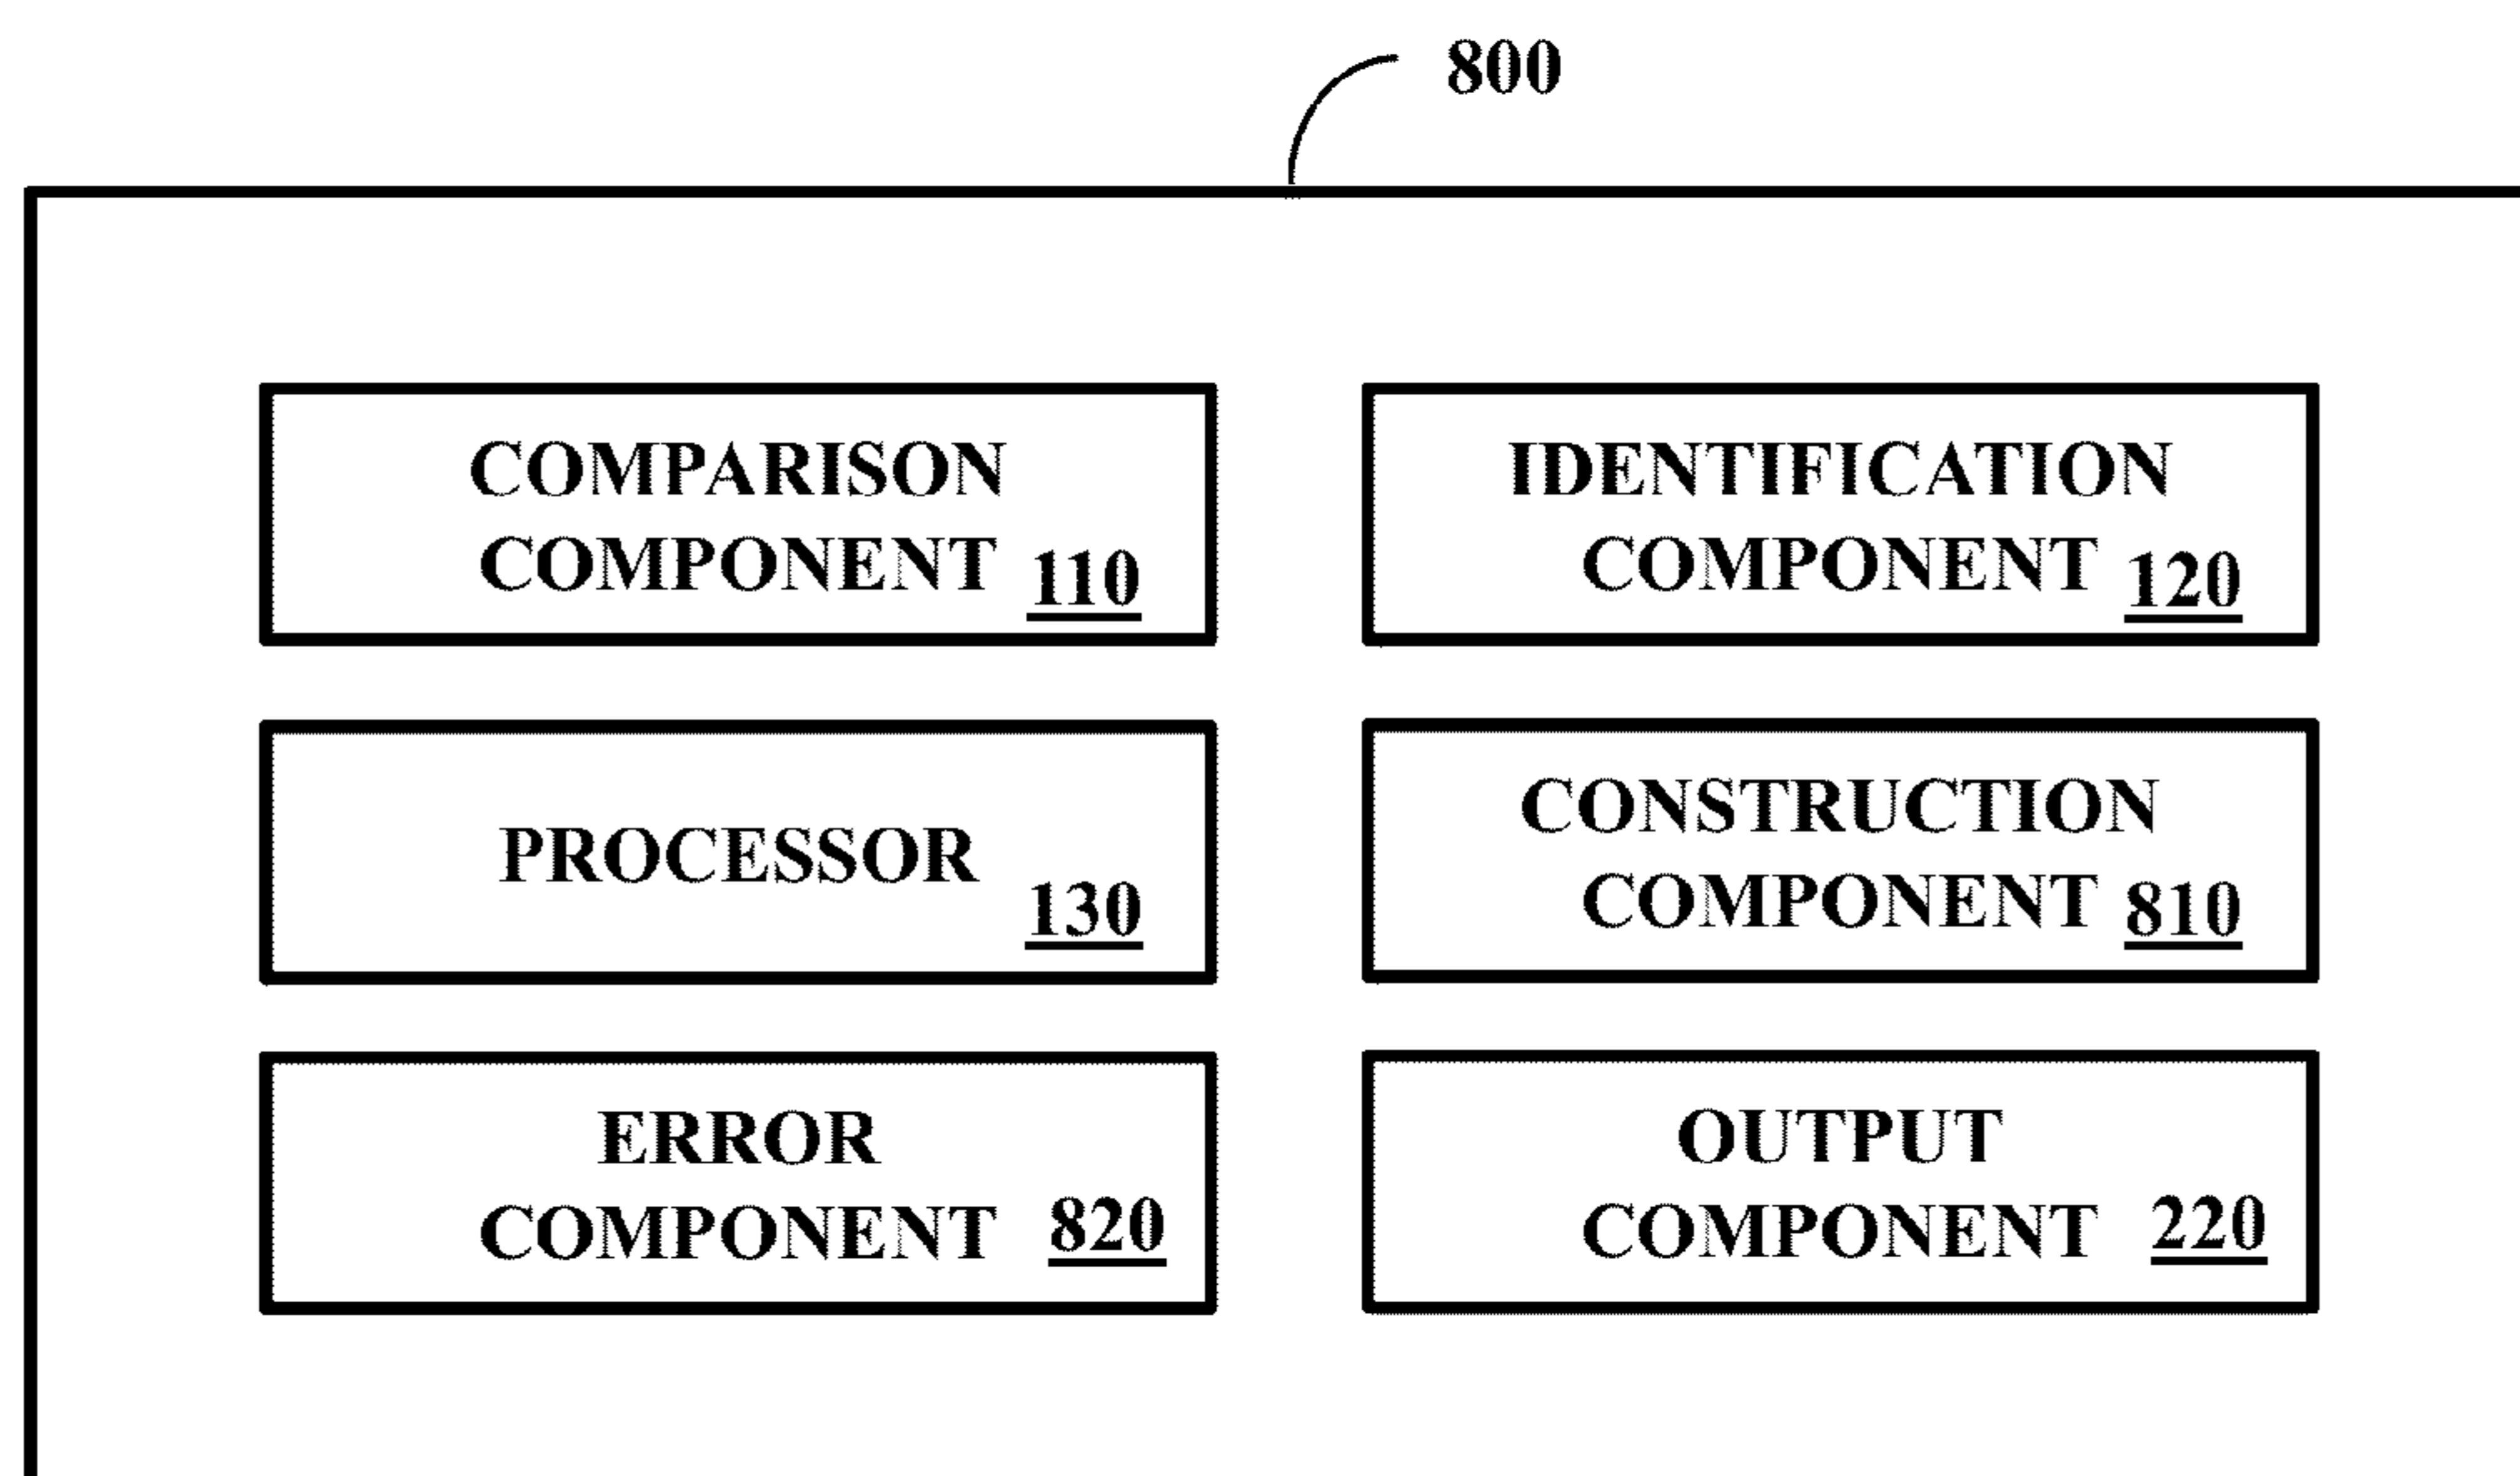 800
COMPARISON
COMPONENT 110
IDENTIFICATION
COMPONENT 120
PROCESSOR
130
CONSTRUCTION
COMPONENT 810
ERROR
COMPONENT 820
OUTPUT
COMPONENT 220